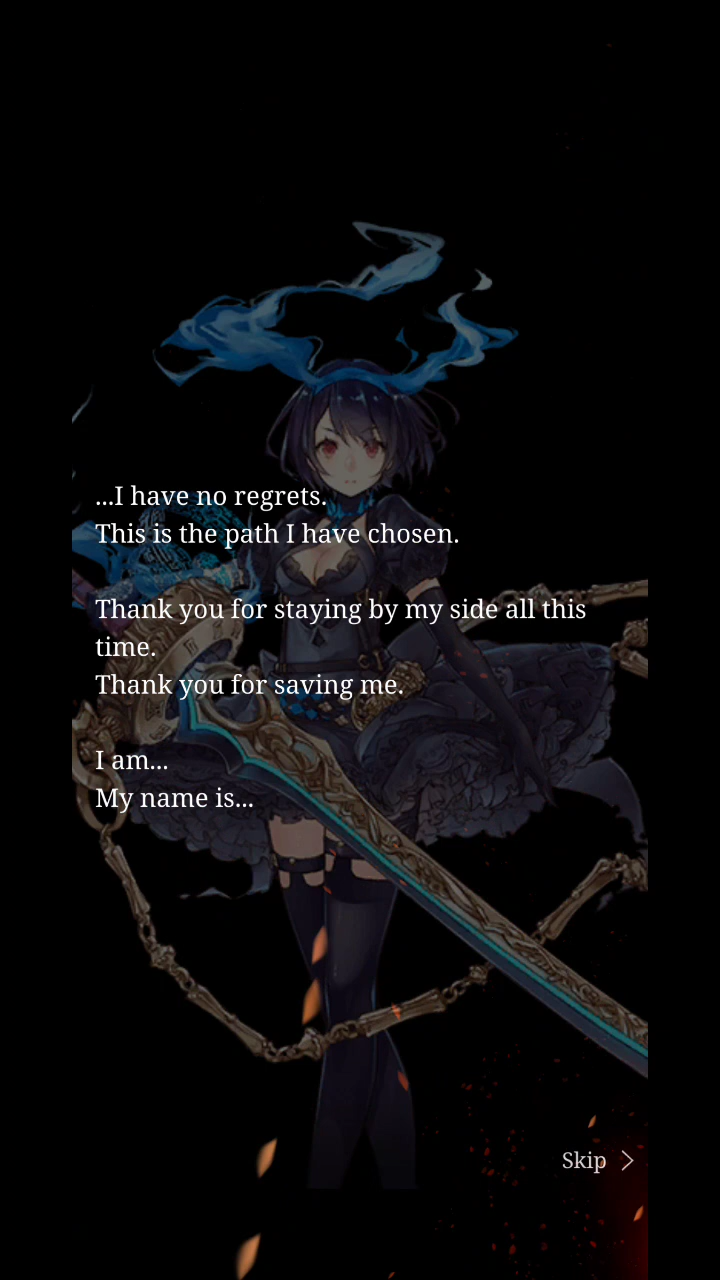 ...I have no regrets.
This is the path I have chosen.
Thank you for staying by my side all this
time.
Thank you for saving me.
I am...
My name is...
Skip